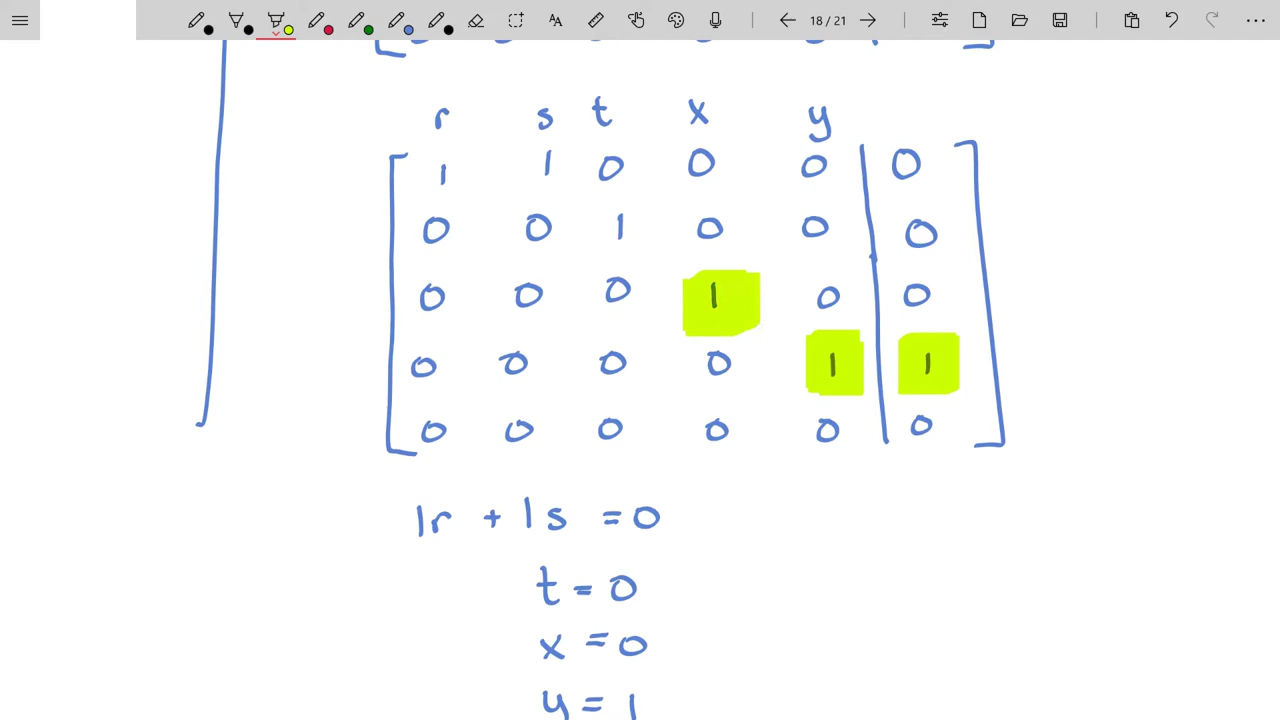 18 / 21
r s t x y
1 1 0 0 0 0
0 0 1 0 0 0
0 0 0 1 0 0
0 0 0 0 1 1
0 0 0 0 0 0
1r + 1s = 0
t = 0
x = 0
y = 1